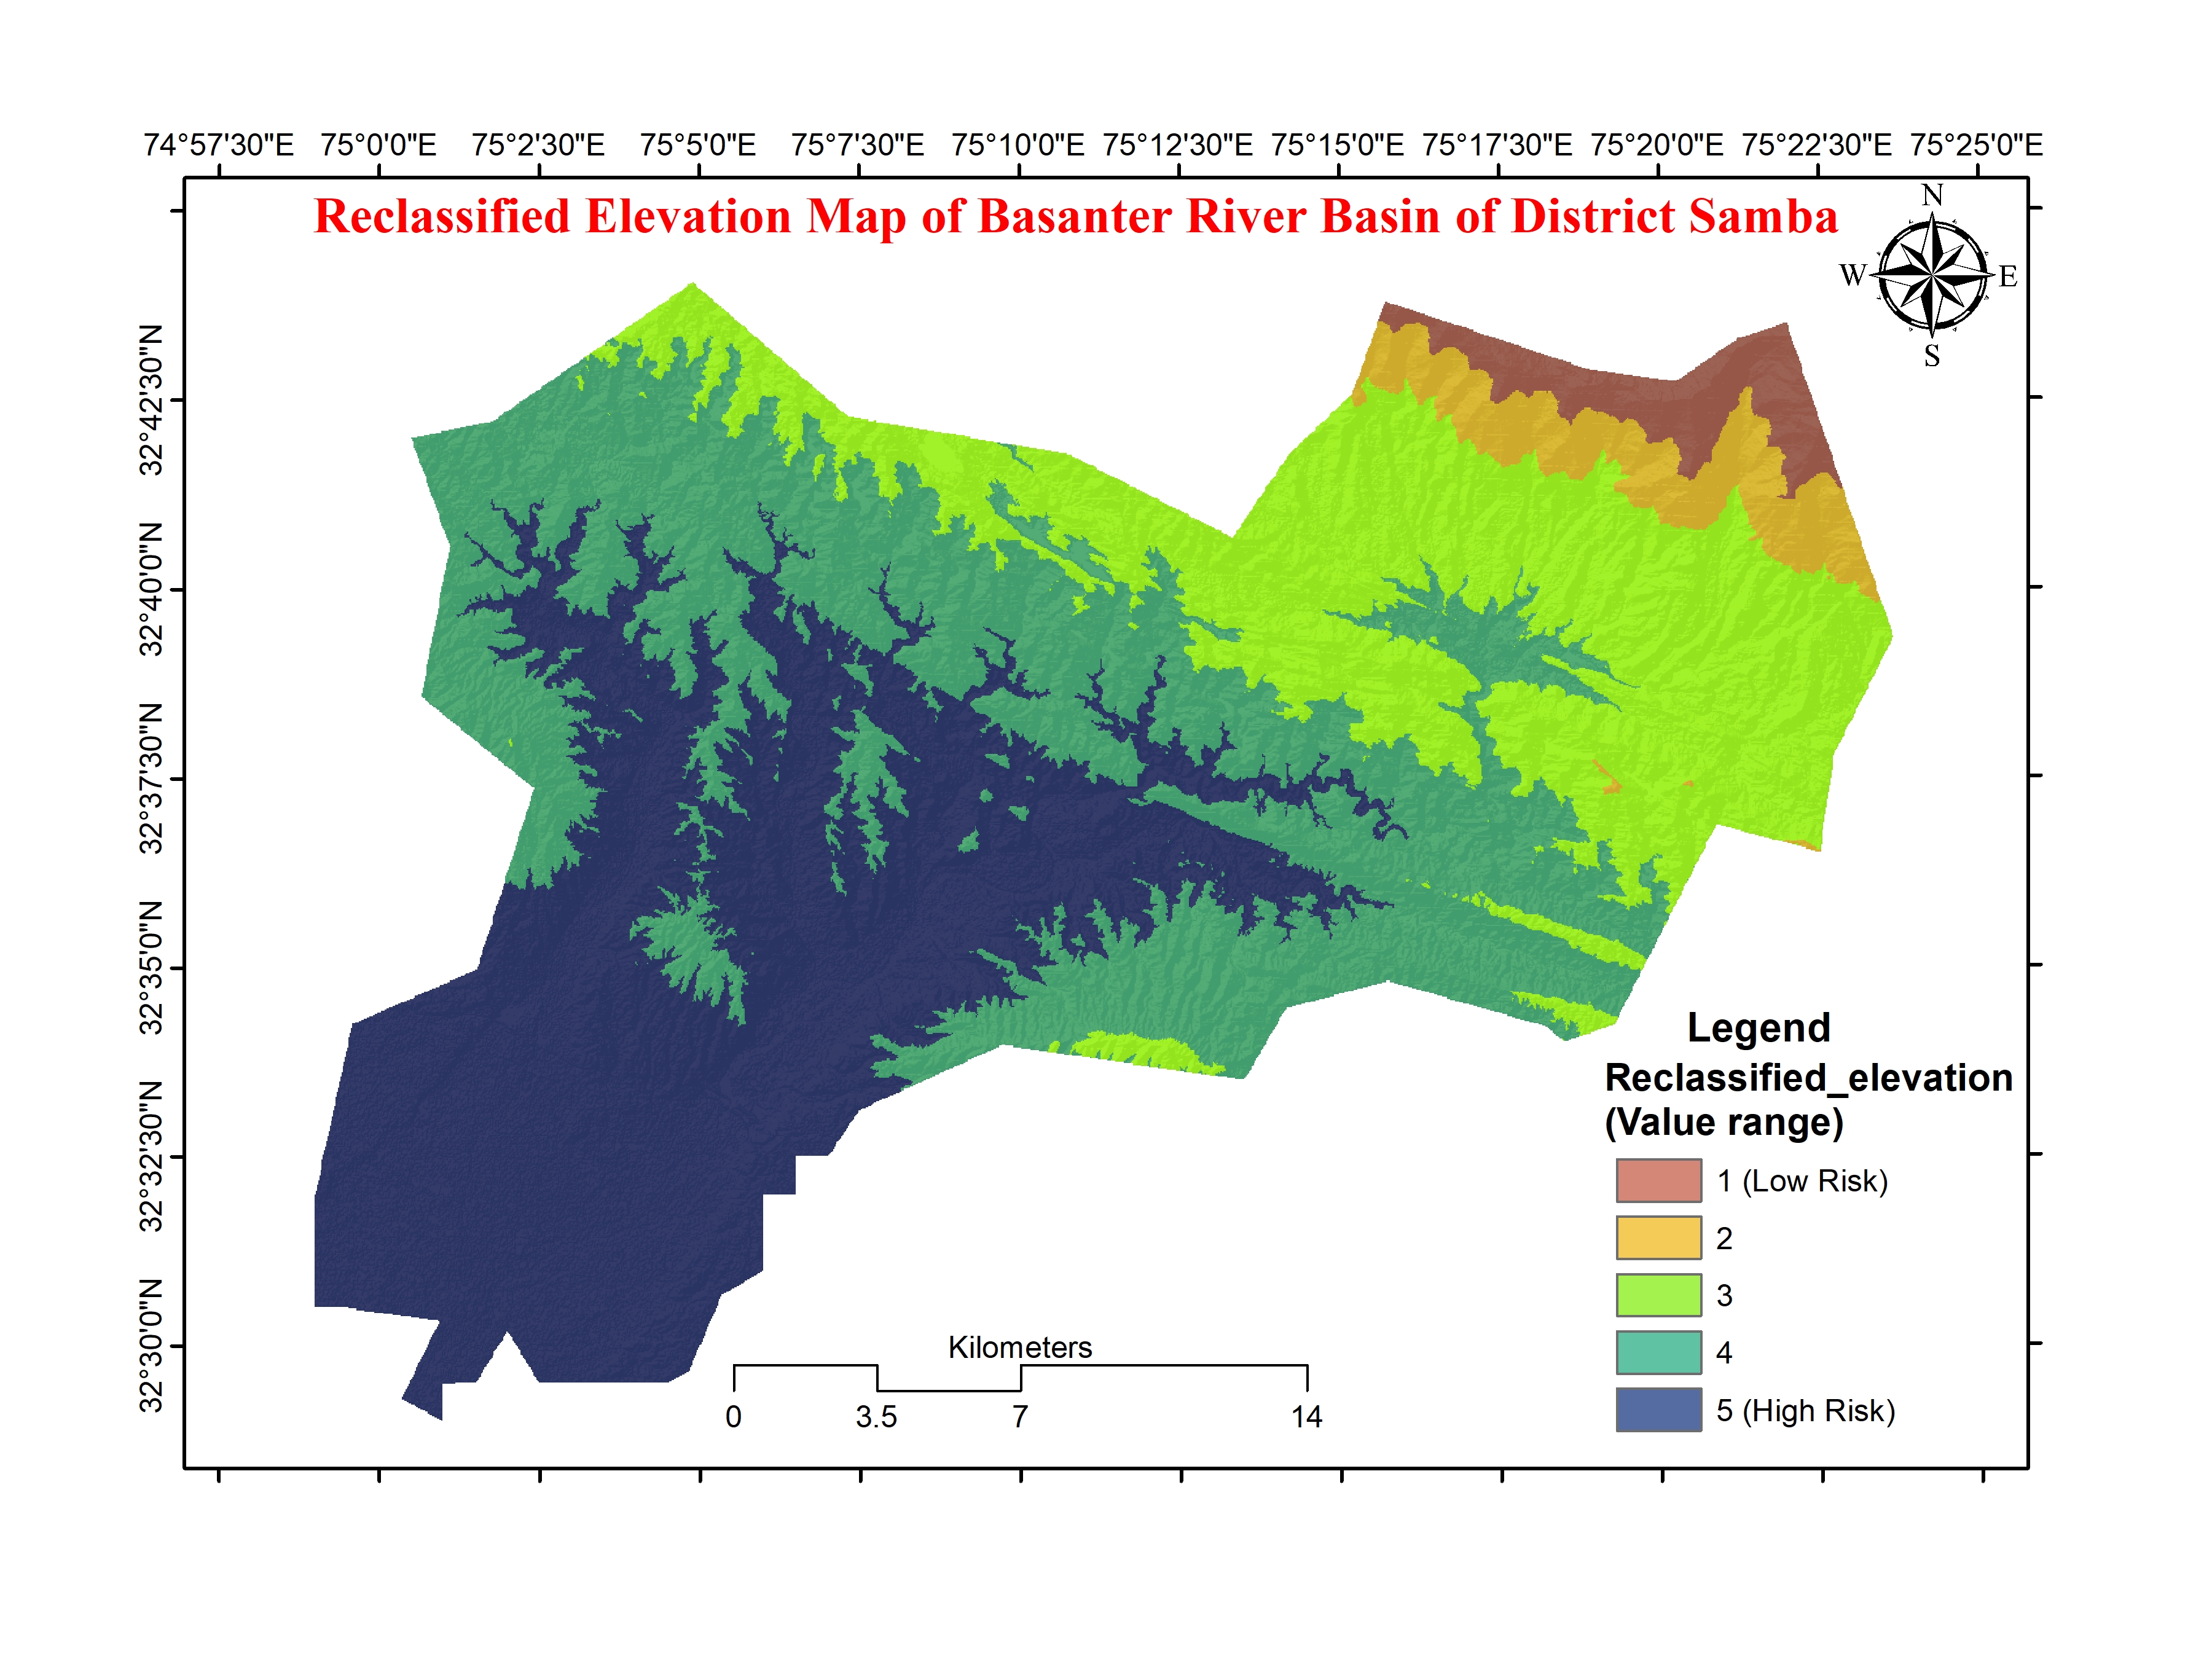 74°57'30"E 75°0'0"E 75°2'30"E 75°5'0"E 75°7'30"E 75°10'0"E 75°12'30"E 75°15'0"E 75°17'30"E 75°20'0"E 75°22'30"E 75°25'0"E
Reclassified Elevation Map of Basanter River Basin of District Samba
N
W E
S
32°42'30"N
32°40'0"N
32°37'30"N
32°35'0"N
32°32'30"N
32°30'0"N
Legend
Reclassified_elevation
(Value range)
1 (Low Risk)
2
3
4
5 (High Risk)
Kilometers
0 3.5 7 14